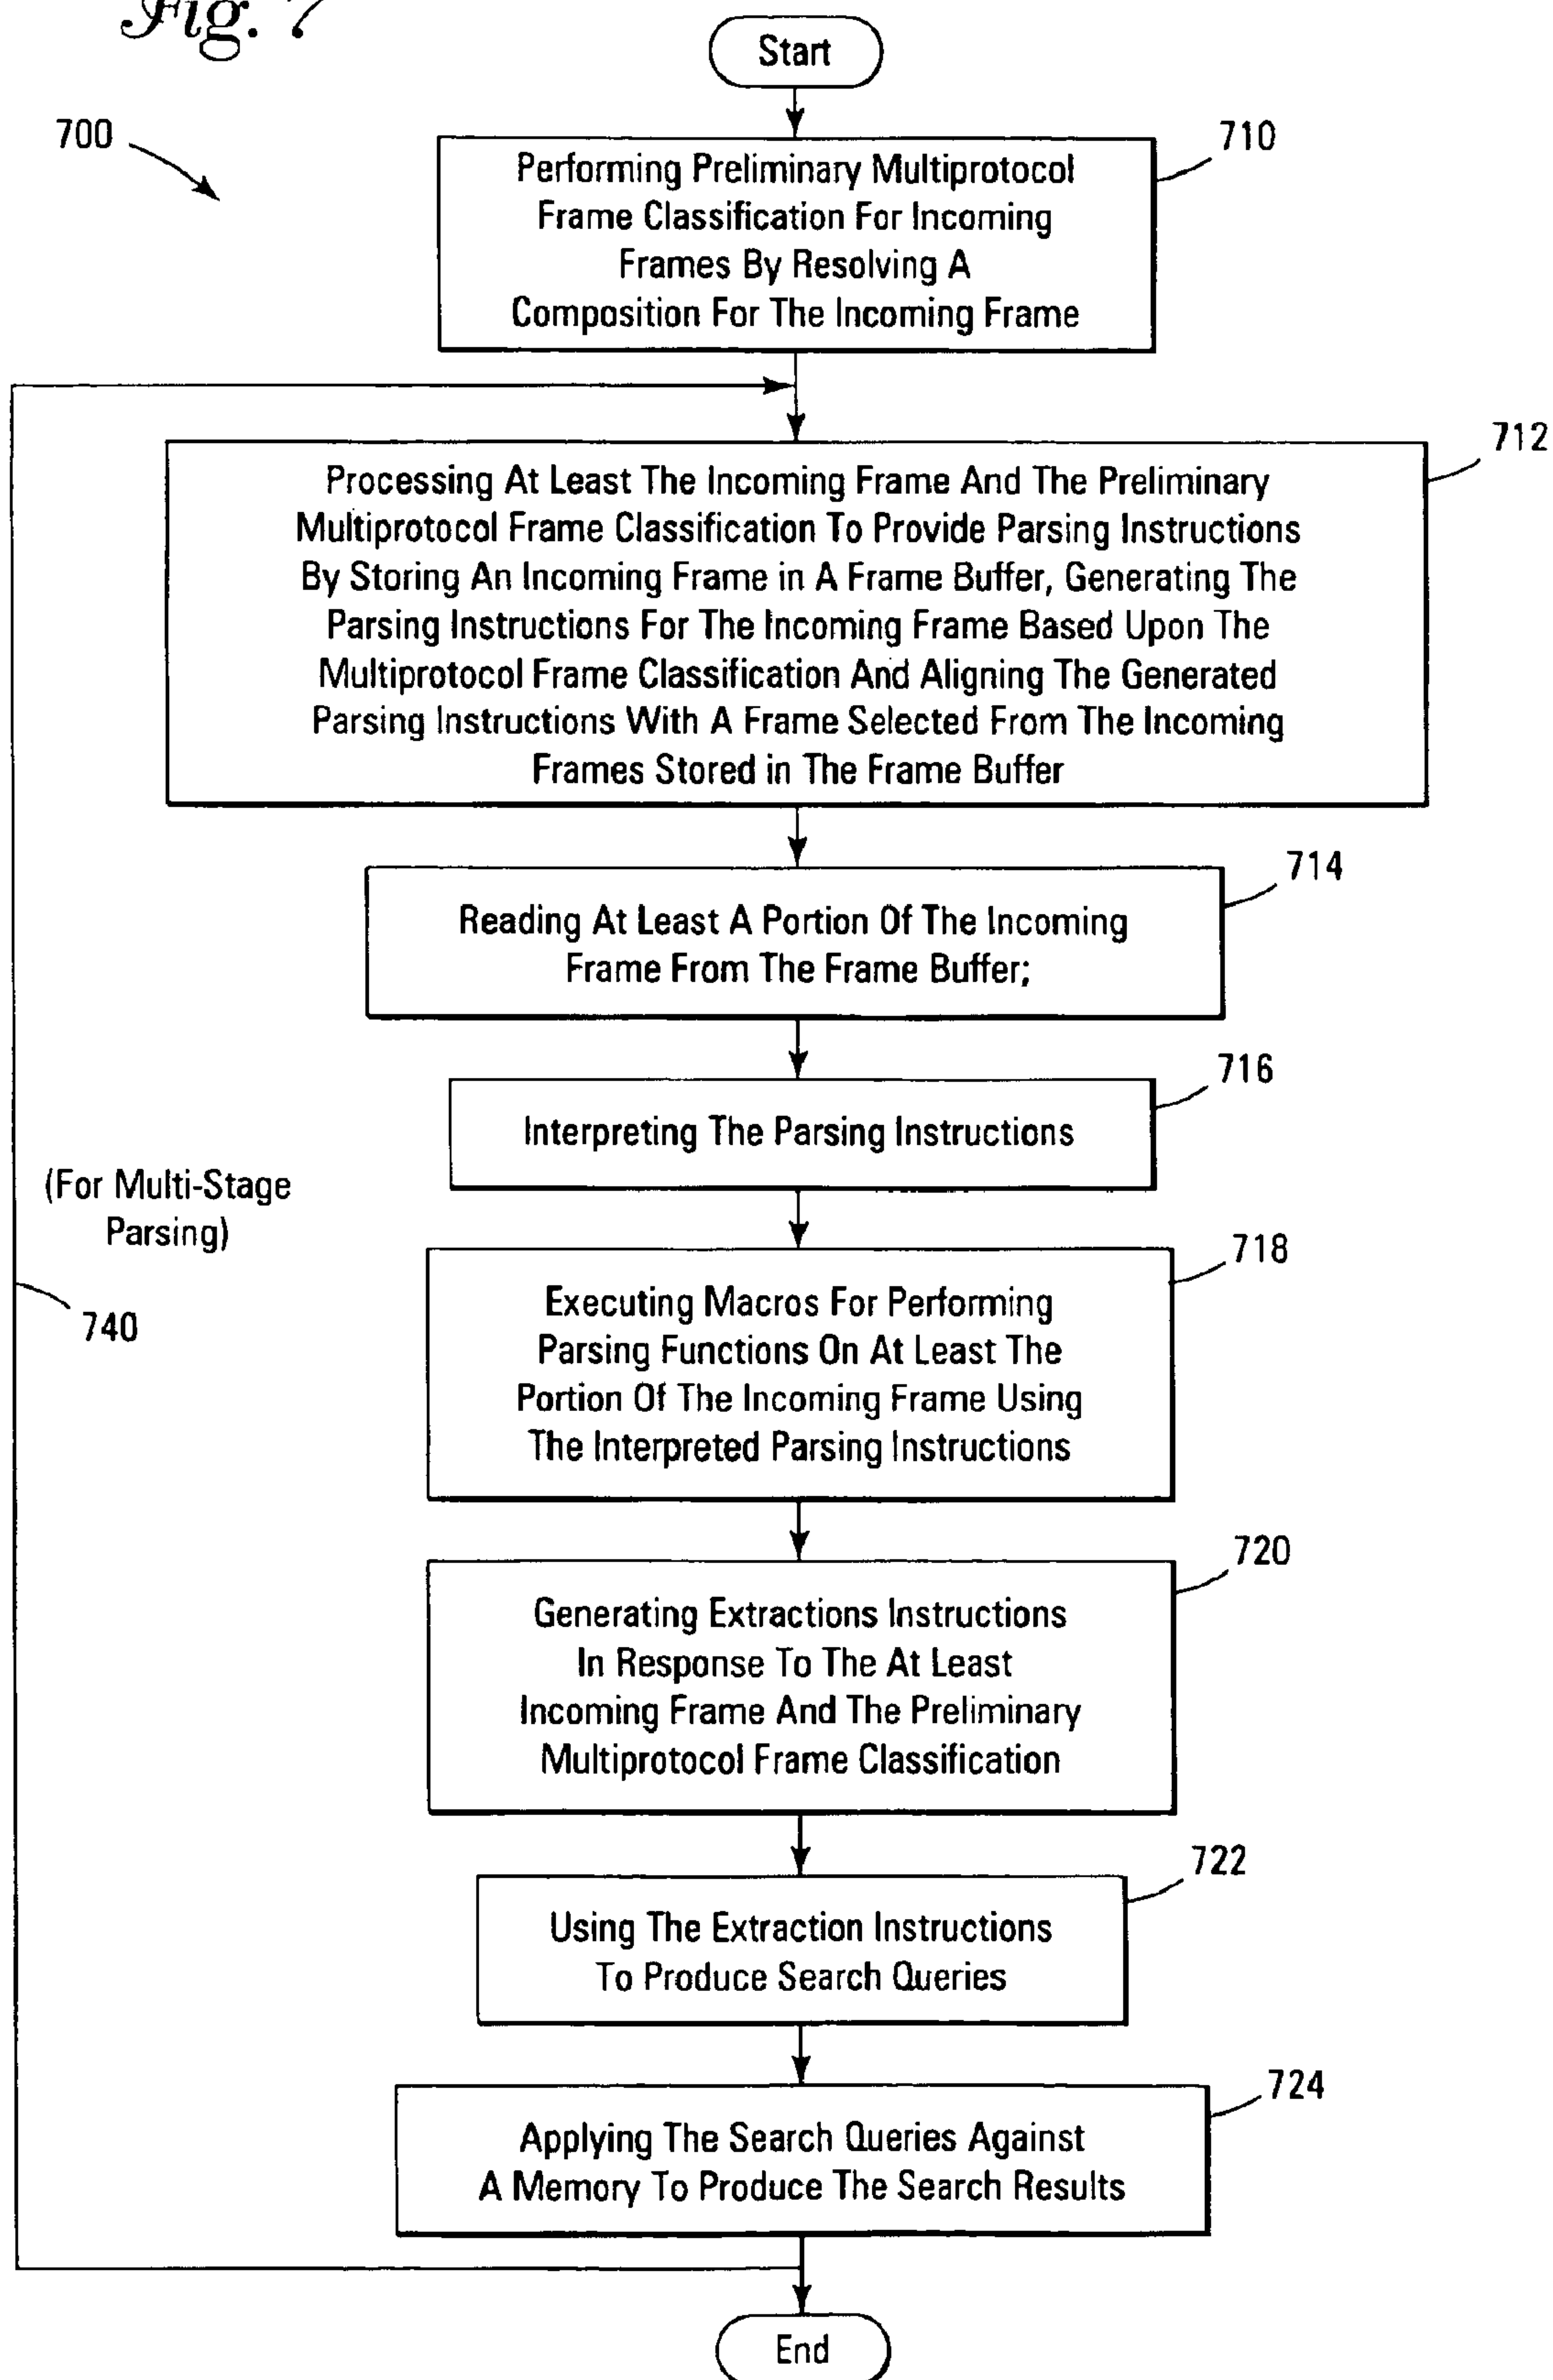 Fig. 7
Start
700
710
Performing Preliminary Multiprotocol
Frame Classification For Incoming
Frames By Resolving A
Composition For The Incoming Frame
712
Processing At Least The Incoming Frame And The Preliminary
Multiprotocol Frame Classification To Provide Parsing Instructions
By Storing An Incoming Frame in A Frame Buffer, Generating The
Parsing Instructions For The Incoming Frame Based Upon The
Multiprotocol Frame Classification And Aligning The Generated
Parsing Instructions With A Frame Selected From The Incoming
Frames Stored in The Frame Buffer
714
Reading At Least A Portion Of The Incoming
Frame From The Frame Buffer;
716
Interpreting The Parsing Instructions
(For Multi-Stage
Parsing)
740
718
Executing Macros For Performing
Parsing Functions On At Least The
Portion Of The Incoming Frame Using
The Interpreted Parsing Instructions
720
Generating Extractions Instructions
In Response To The At Least
Incoming Frame And The Preliminary
Multiprotocol Frame Classification
722
Using The Extraction Instructions
To Produce Search Queries
724
Applying The Search Queries Against
A Memory To Produce The Search Results
End